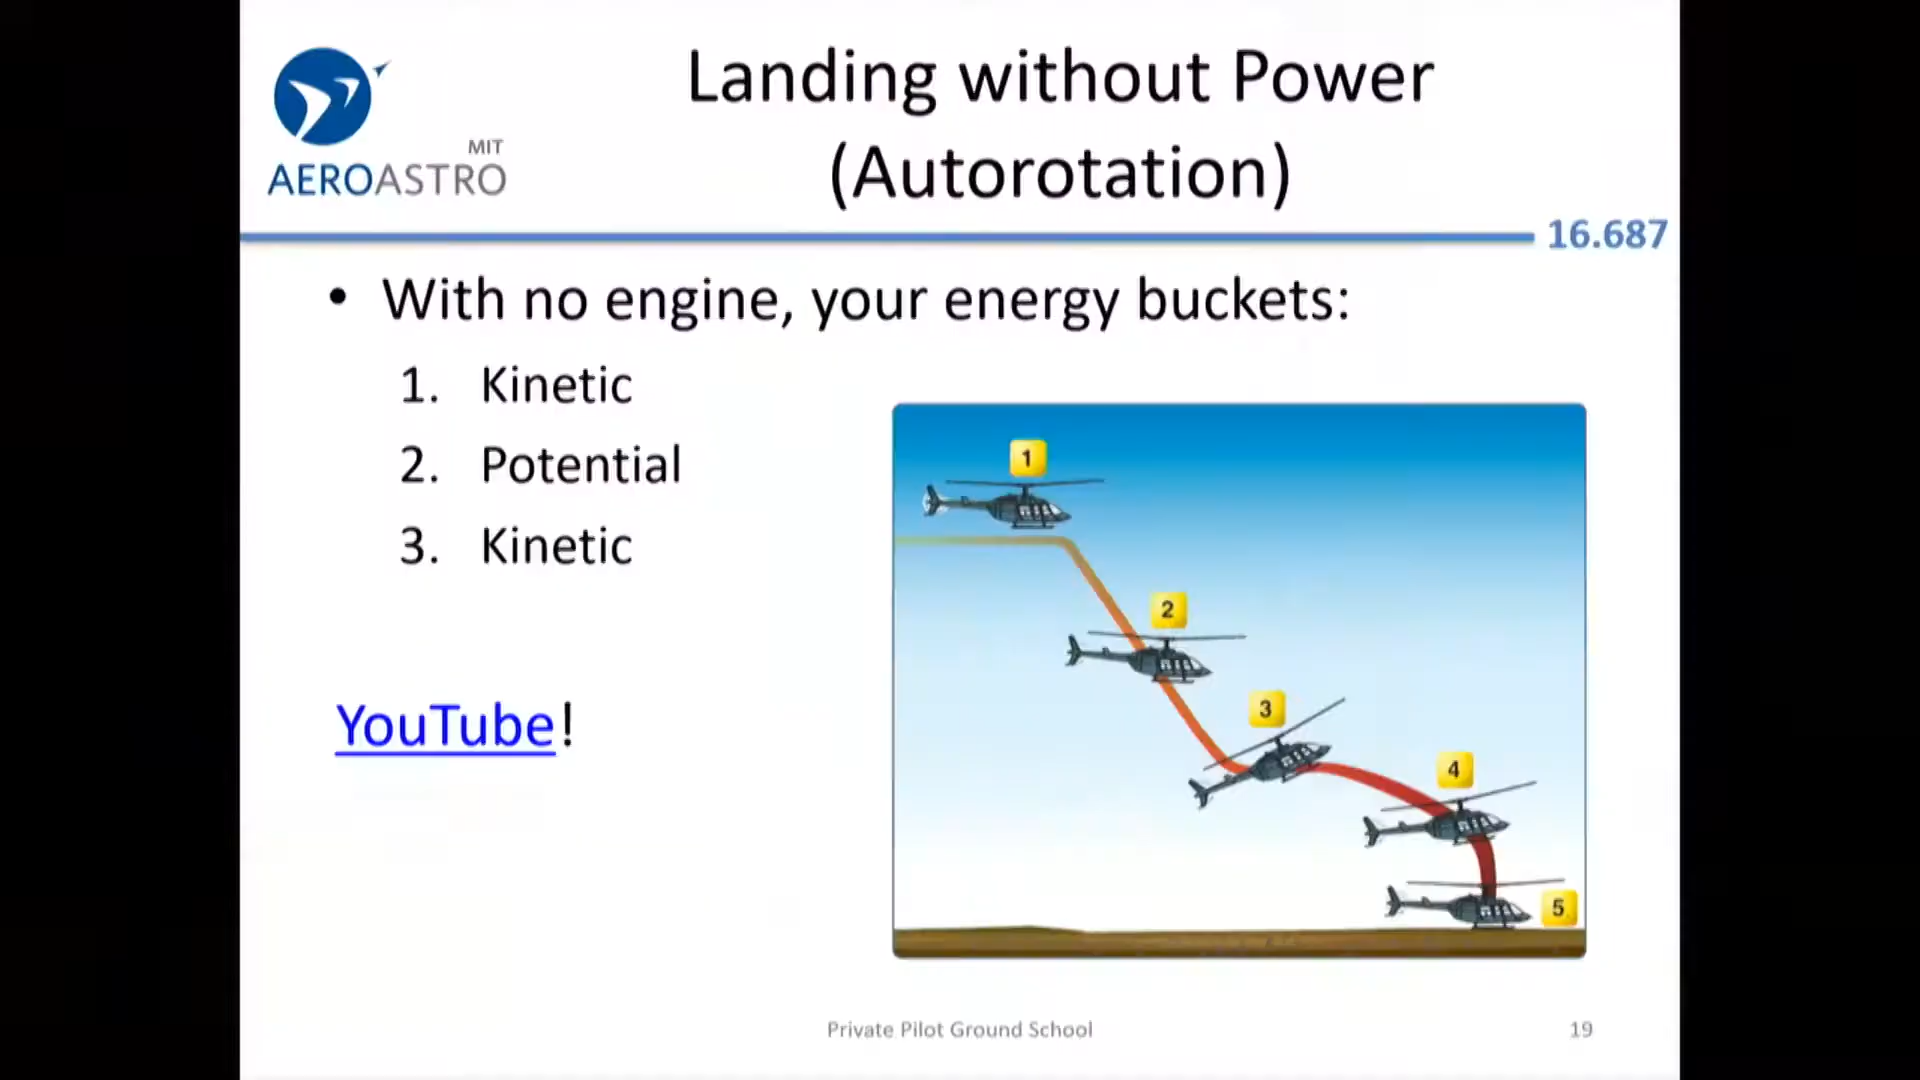 MIT
AEROASTRO
Landing without Power
(Autorotation)
16.687
• With no engine, your energy buckets:
1. Kinetic
2. Potential
3. Kinetic
YouTube!
1
2
3
4
5
Private Pilot Ground School
19